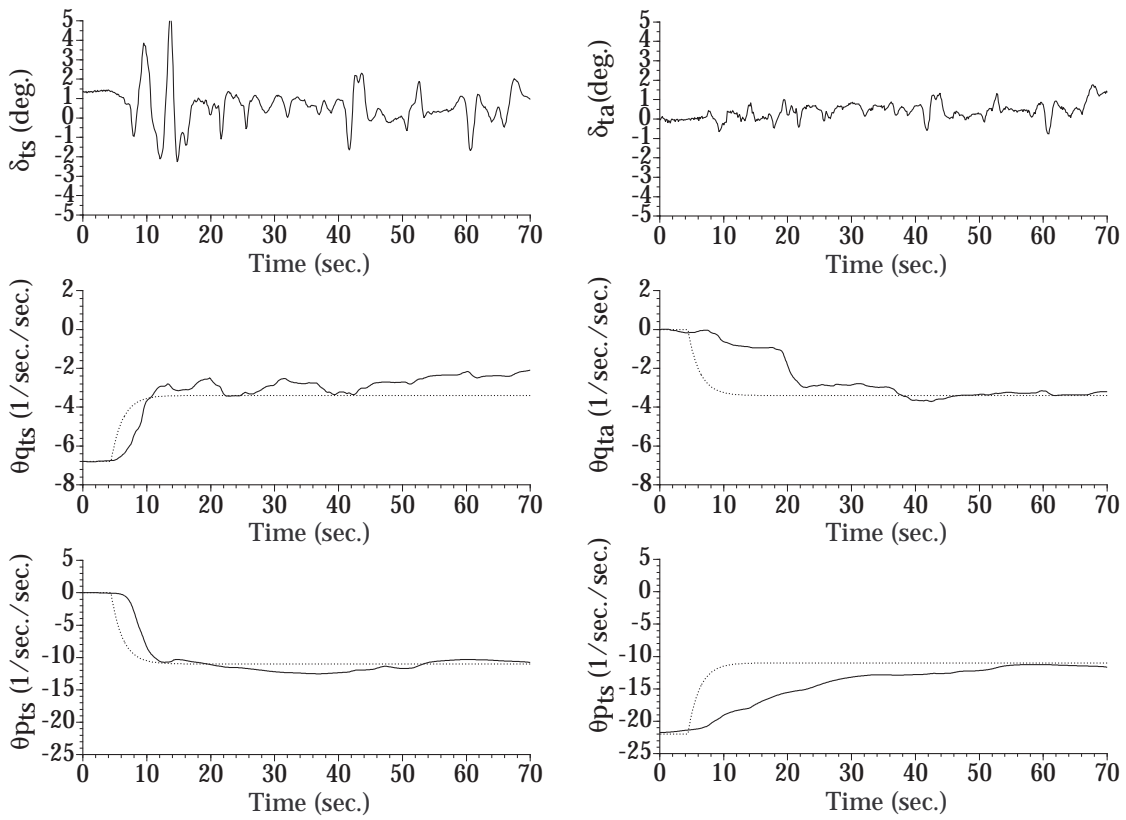 5
4
3
2
1
0
-1
-2
-3
-4
-5
δts (deg.)
0 10 20 30 40 50 60 70
Time (sec.)
5
4
3
2
1
0
-1
-2
-3
-4
-5
δta(deg.)
0 10 20 30 40 50 60 70
Time (sec.)
2
0
-2
-4
-6
-8
θqts (1/sec./sec.)
0 10 20 30 40 50 60 70
Time (sec.)
2
0
-2
-4
-6
-8
θqta (1/sec./sec.)
0 10 20 30 40 50 60 70
Time (sec.)
5
0
-5
-10
-15
-20
-25
θpts (1/sec./sec.)
0 10 20 30 40 50 60 70
Time (sec.)
5
0
-5
-10
-15
-20
-25
θpts (1/sec./sec.)
0 10 20 30 40 50 60 70
Time (sec.)